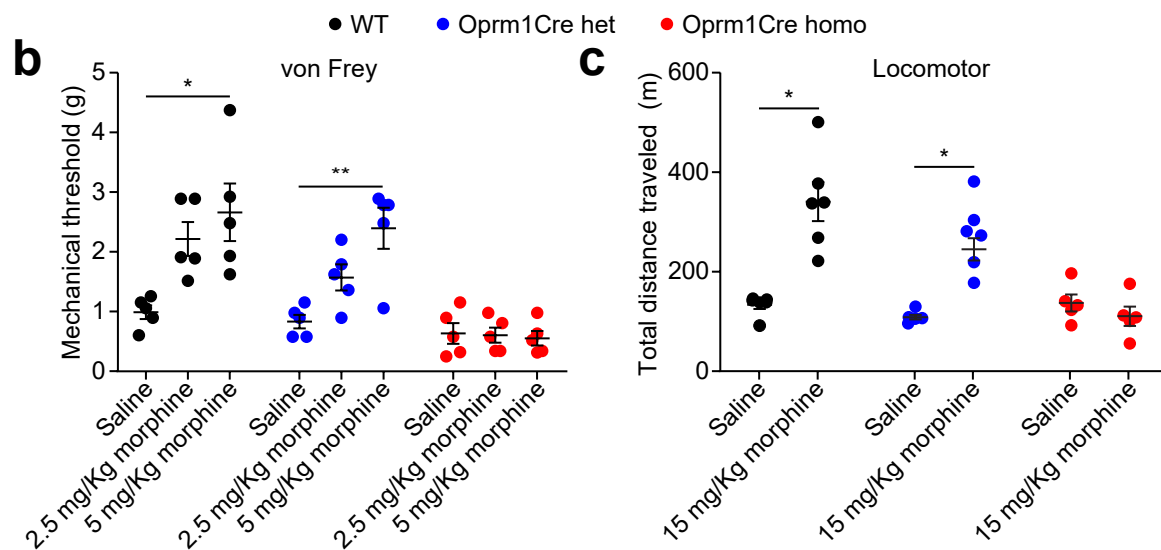 WT Oprm1Cre het Oprm1Cre homo
b
von Frey
*
**
Mechanical threshold (g)
5
4
3
2
1
0
Saline
2.5 mg/Kg morphine
5 mg/Kg morphine
Saline
2.5 mg/Kg morphine
5 mg/Kg morphine
Saline
2.5 mg/Kg morphine
5 mg/Kg morphine
c
Locomotor
*
*
Total distance traveled (m)
600
400
200
0
Saline
15 mg/Kg morphine
Saline
15 mg/Kg morphine
Saline
15 mg/Kg morphine